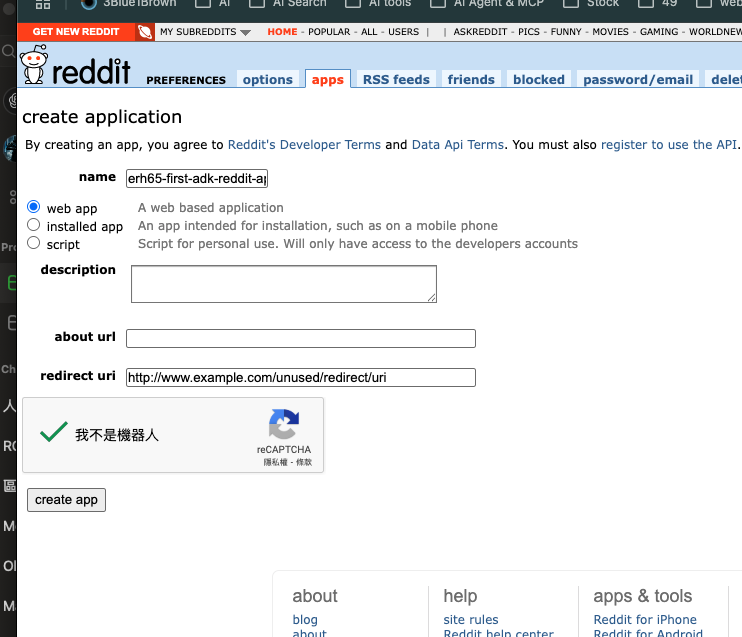 3Blue1Brown AI AI Search AI tools AI Agent & MCP Stock 49
GET NEW REDDIT MY SUBREDDITS HOME - POPULAR - ALL - USERS | | ASKREDDIT - PICS - FUNNY - MOVIES - GAMING - WORLDNEW
reddit PREFERENCES options apps RSS feeds friends blocked password/email delet
create application
By creating an app, you agree to Reddit's Developer Terms and Data Api Terms. You must also register to use the API.
name erh65-first-adk-reddit-ap
web app A web based application
installed app An app intended for installation, such as on a mobile phone
script Script for personal use. Will only have access to the developers accounts
description
about url
redirect uri http://www.example.com/unused/redirect/uri
我不是機器人
reCAPTCHA
隱私權 - 條款
create app
about help apps & tools
blog site rules Reddit for iPhone
about Reddit help center Reddit for Android